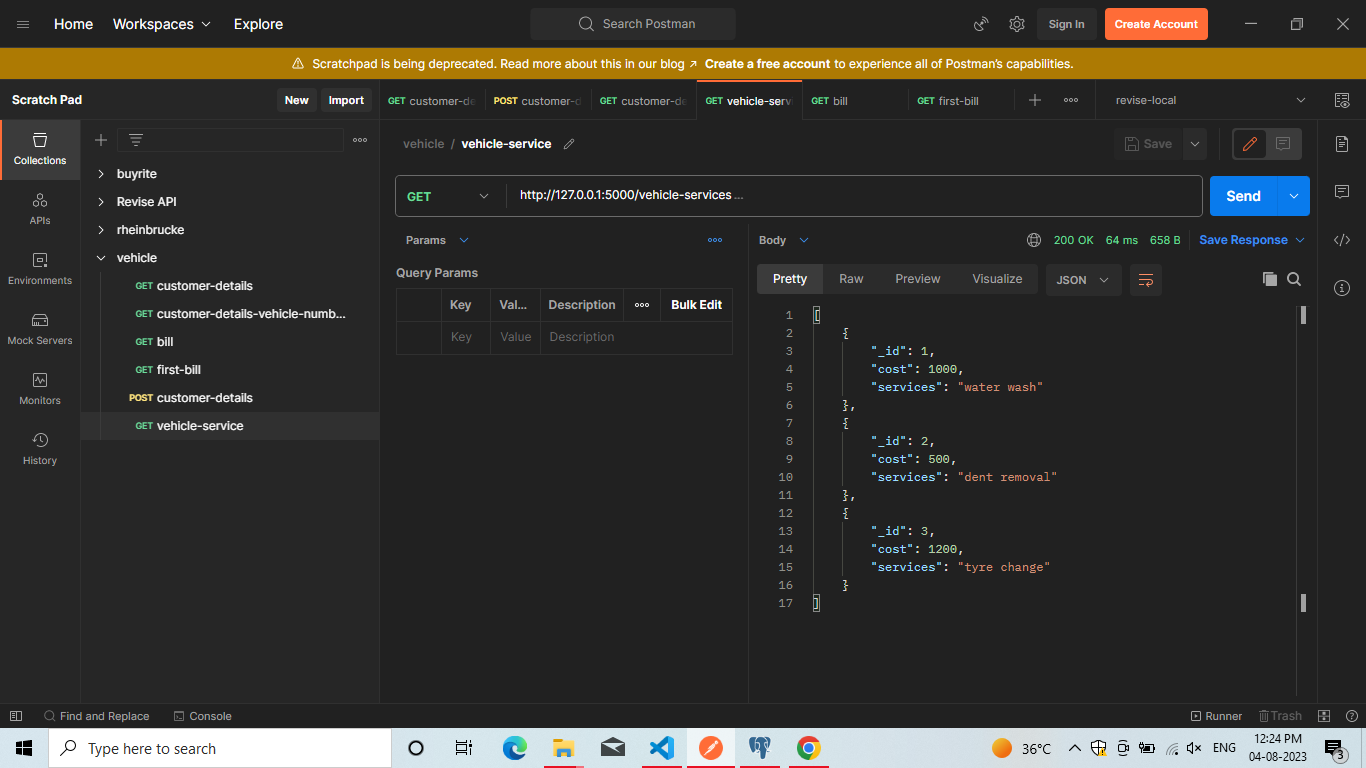 Home Workspaces Explore Search Postman Sign In Create Account
Scratchpad is being deprecated. Read more about this in our blog ↗ Create a free account to experience all of Postman's capabilities.
Scratch Pad New Import GET customer-de POST customer-d GET customer-de GET vehicle-serv GET bill GET first-bill revise-local
Collections
APIs
Environments
Mock Servers
Monitors
History
buyrite
Revise API
rheinbrucke
vehicle
GET customer-details
GET customer-details-vehicle-numb...
GET bill
GET first-bill
POST customer-details
GET vehicle-service
vehicle / vehicle-service Save
GET http://127.0.0.1:5000/vehicle-services... Send
Params
Query Params
Key Val... Description Bulk Edit
Key Value Description
Body 200 OK 64 ms 658 B Save Response
Pretty Raw Preview Visualize JSON
1 [
2 {
3 "_id": 1,
4 "cost": 1000,
5 "services": "water wash"
6 },
7 {
8 "_id": 2,
9 "cost": 500,
10 "services": "dent removal"
11 },
12 {
13 "_id": 3,
14 "cost": 1200,
15 "services": "tyre change"
16 }
17 ]
Find and Replace Console Runner Trash
Type here to search 36°C ENG 12:24 PM
04-08-2023 3